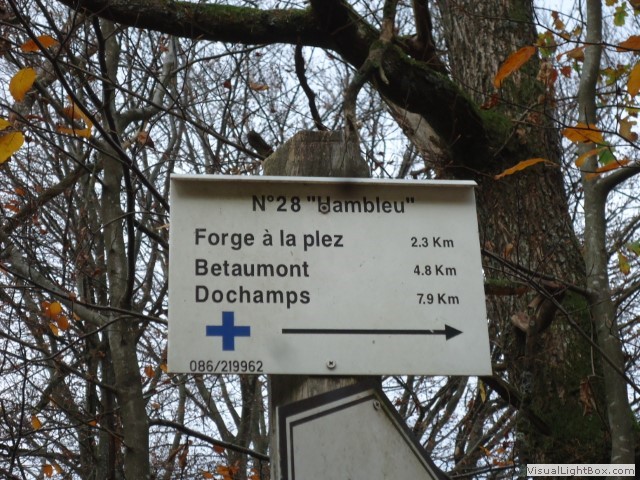 N°28 "Hambleu"
Forge à la plez 2.3 Km
Betaumont 4.8 Km
Dochamps 7.9 Km
086/219962
VisualLightBox.com